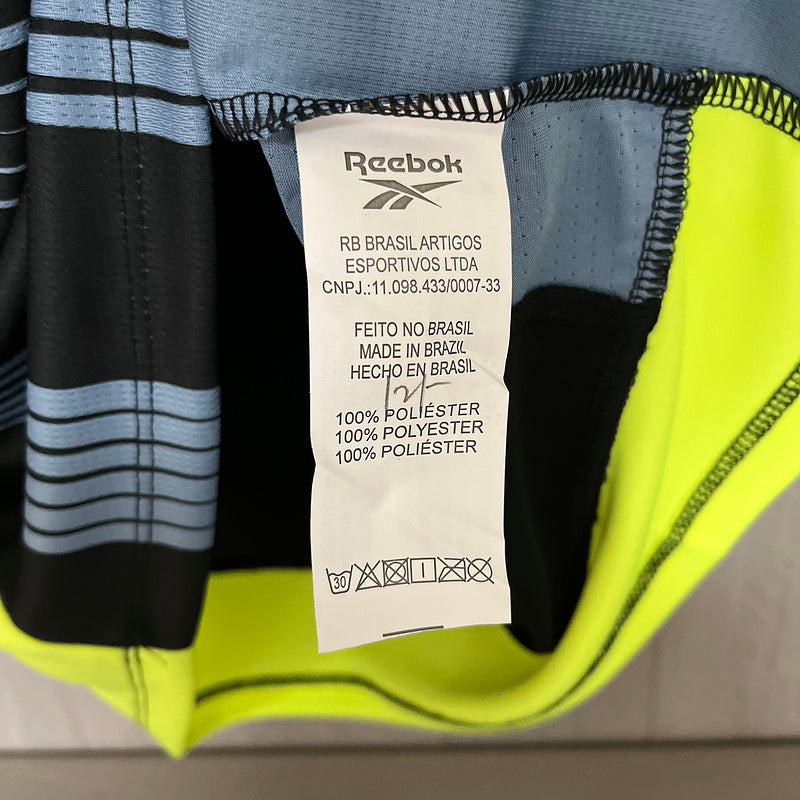 Reebok
RB BRASIL ARTIGOS
ESPORTIVOS LTDA
CNPJ.:11.098.433/0007-33
FEITO NO BRASIL
MADE IN BRAZIL
HECHO EN BRASIL
100% POLIÉSTER
100% POLYESTER
100% POLIÉSTER
30